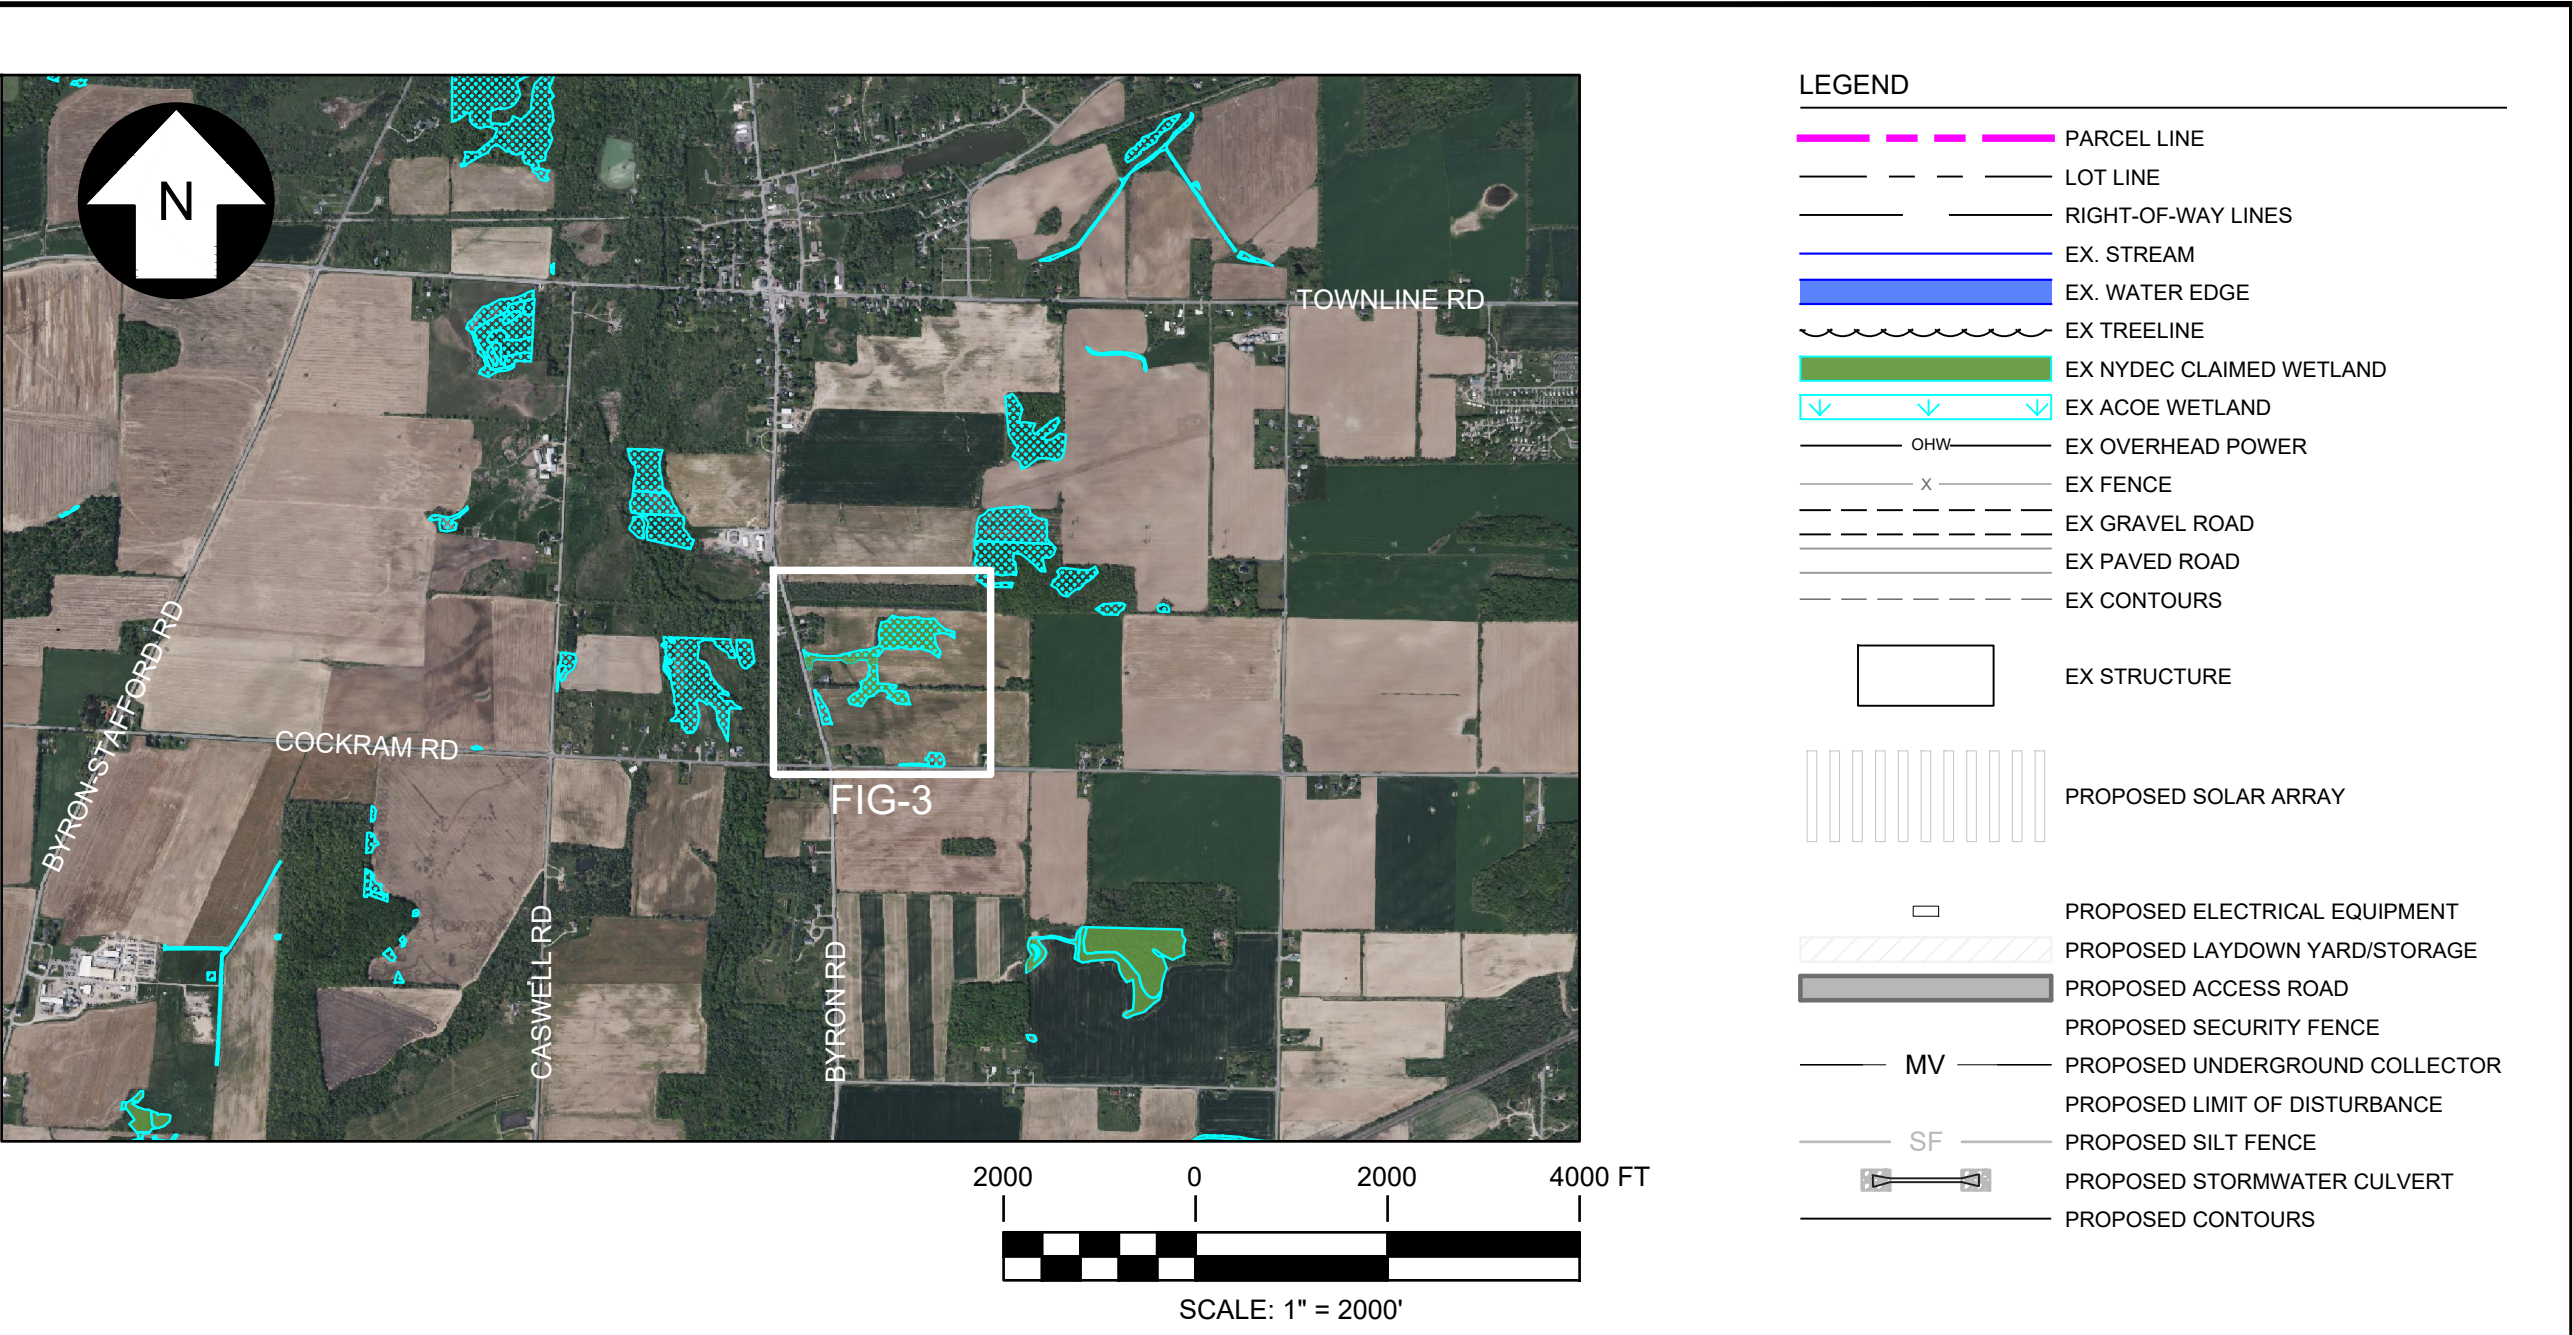 N
TOWNLINE RD
BYRON-STAFFORD RD
COCKRAM RD
FIG-3
CASWELL RD
BYRON RD
2000 0 2000 4000 FT
SCALE: 1" = 2000'
LEGEND
PARCEL LINE
LOT LINE
RIGHT-OF-WAY LINES
EX. STREAM
EX. WATER EDGE
EX TREELINE
EX NYDEC CLAIMED WETLAND
EX ACOE WETLAND
OHW EX OVERHEAD POWER
X EX FENCE
EX GRAVEL ROAD
EX PAVED ROAD
EX CONTOURS
EX STRUCTURE
PROPOSED SOLAR ARRAY
PROPOSED ELECTRICAL EQUIPMENT
PROPOSED LAYDOWN YARD/STORAGE
PROPOSED ACCESS ROAD
PROPOSED SECURITY FENCE
MV PROPOSED UNDERGROUND COLLECTOR
PROPOSED LIMIT OF DISTURBANCE
SF PROPOSED SILT FENCE
PROPOSED STORMWATER CULVERT
PROPOSED CONTOURS